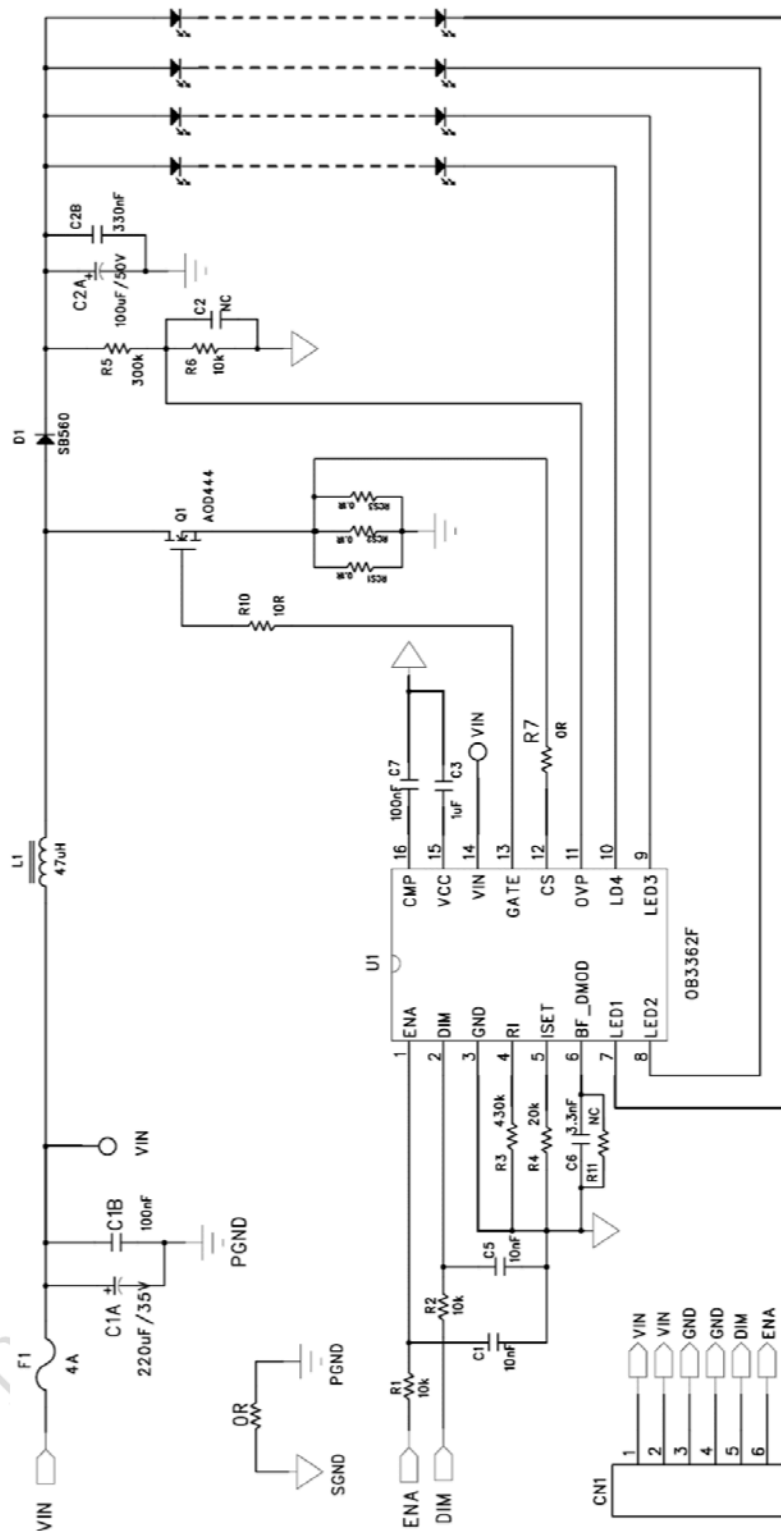 VIN
F1
4A
C1A
+
220uF/35V
C1B
100nF
PGND
VIN
L1
47uH
D1
SB560
R5
300k
R6
10k
C2
NC
C2A
+
100uF/50V
C2B
330nF
Q1
AOD444
R10
10R
RCS1
0.1R
RCS2
0.1R
RCS3
0.1R
0R
SGND
PGND
ENA
DIM
R1
10k
R2
10k
C1
10nF
C5
10nF
R3
430k
R4
20k
C6
3.3nF
R11
NC
U1
1
ENA
2
DIM
3
GND
4
RI
5
ISET
6
BF_DMOD
7
LED1
8
LED2
16
CMP
15
VCC
14
VIN
13
GATE
12
CS
11
OVP
10
LD4
9
LED3
OB3362F
100nF
C7
1uF
C3
VIN
R7
0R
CN1
1
VIN
2
VIN
3
GND
4
GND
5
DIM
6
ENA